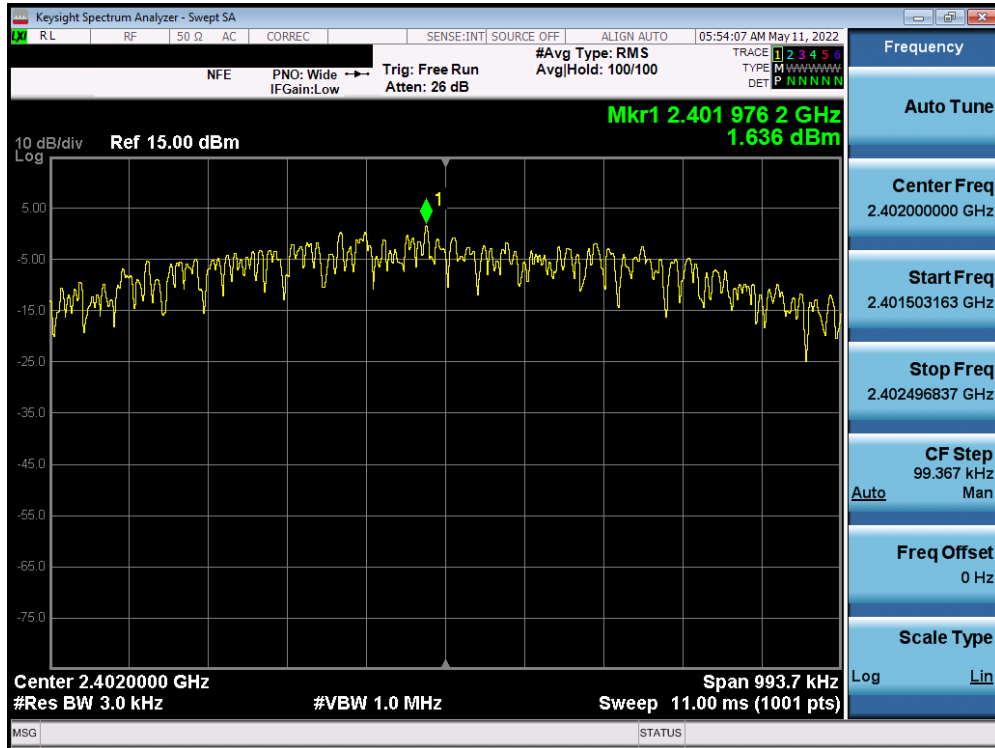 Keysight Spectrum Analyzer - Swept SA
LXI RL RF 50 Ω AC CORREC SENSE:INT SOURCE OFF ALIGN AUTO 05:54:07 AM May 11, 2022
NFE PNO: Wide Trig: Free Run #Avg Type: RMS TRACE 1 2 3 4 5 6
IFGain:Low Atten: 26 dB Avg|Hold: 100/100 TYPE M W W W W W
DET P N N N N N
Mkr1 2.401 976 2 GHz
1.636 dBm
10 dB/div Ref 15.00 dBm
Log
1
5.00
-5.00
-15.0
-25.0
-35.0
-45.0
-55.0
-65.0
-75.0
Center 2.4020000 GHz Span 993.7 kHz
#Res BW 3.0 kHz #VBW 1.0 MHz Sweep 11.00 ms (1001 pts)
MSG STATUS
Frequency
Auto Tune
Center Freq
2.402000000 GHz
Start Freq
2.401503163 GHz
Stop Freq
2.402496837 GHz
CF Step
99.367 kHz
Auto Man
Freq Offset
0 Hz
Scale Type
Log Lin